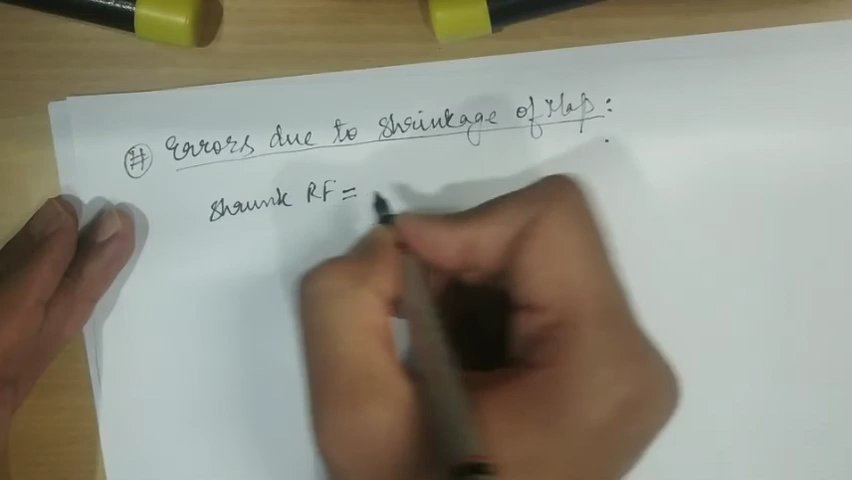 # Errors due to shrinkage of Map:
Shrunk RF =